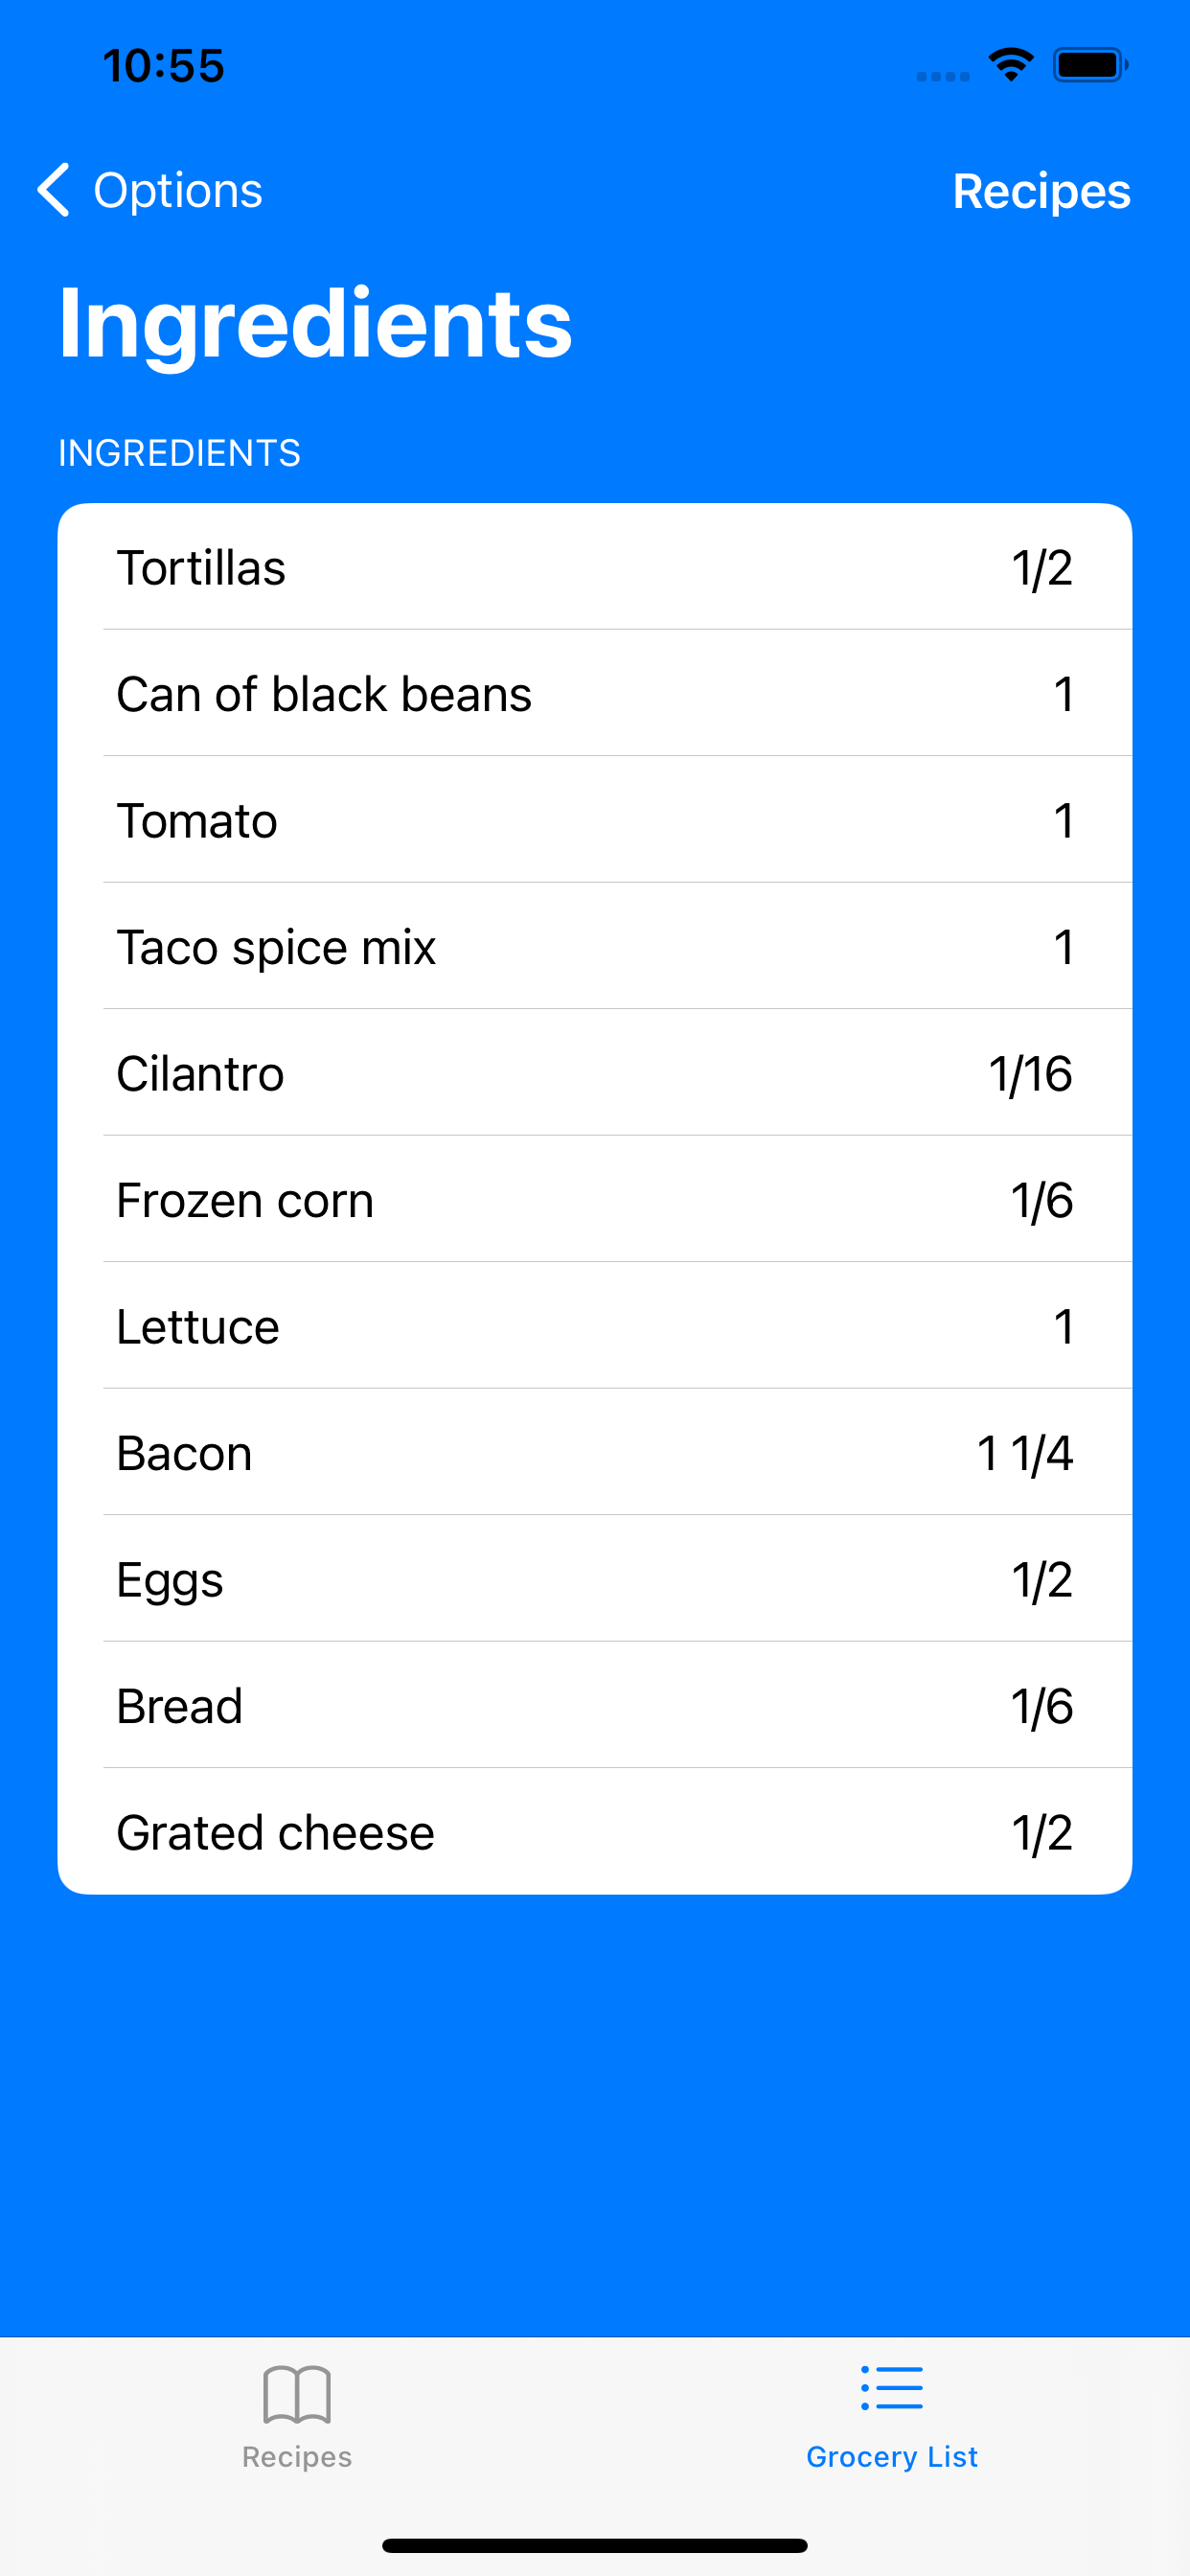 10:55
Options Recipes
Ingredients
INGREDIENTS
Tortillas 1/2
Can of black beans 1
Tomato 1
Taco spice mix 1
Cilantro 1/16
Frozen corn 1/6
Lettuce 1
Bacon 1 1/4
Eggs 1/2
Bread 1/6
Grated cheese 1/2
Recipes Grocery List